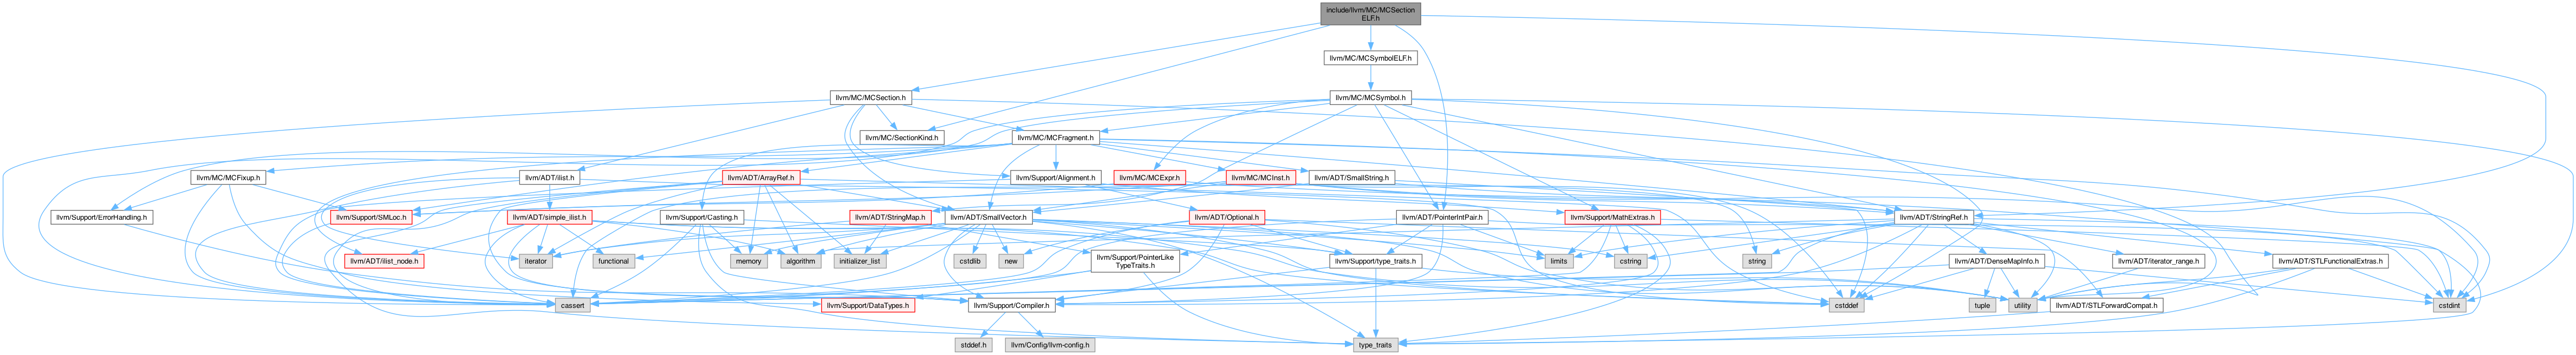 include/llvm/MC/MCSection
ELF.h
llvm/MC/MCSymbolELF.h
llvm/MC/MCSection.h
llvm/MC/MCSymbol.h
llvm/MC/SectionKind.h
llvm/MC/MCFragment.h
llvm/MC/MCFixup.h
llvm/ADT/ilist.h
llvm/ADT/ArrayRef.h
llvm/Support/Alignment.h
llvm/MC/MCExpr.h
llvm/MC/MCInst.h
llvm/ADT/SmallString.h
llvm/Support/ErrorHandling.h
llvm/Support/SMLoc.h
llvm/ADT/simple_ilist.h
llvm/Support/Casting.h
llvm/ADT/StringMap.h
llvm/ADT/SmallVector.h
llvm/ADT/Optional.h
llvm/ADT/PointerIntPair.h
llvm/Support/MathExtras.h
llvm/ADT/StringRef.h
llvm/ADT/ilist_node.h
iterator
functional
memory
algorithm
initializer_list
cstdlib
new
llvm/Support/PointerLike
TypeTraits.h
llvm/Support/type_traits.h
limits
cstring
string
llvm/ADT/DenseMapInfo.h
llvm/ADT/iterator_range.h
llvm/ADT/STLFunctionalExtras.h
cassert
llvm/Support/DataTypes.h
llvm/Support/Compiler.h
cstddef
tuple
utility
llvm/ADT/STLForwardCompat.h
cstdint
stddef.h
llvm/Config/llvm-config.h
type_traits